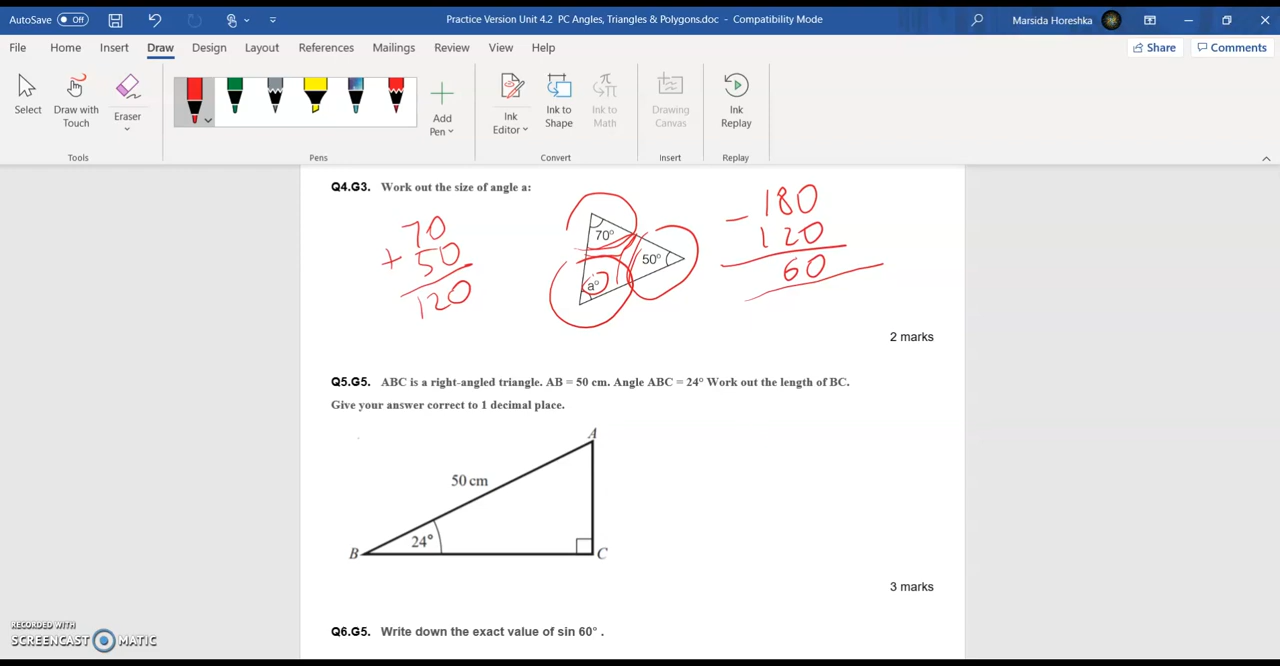 AutoSave Off
Practice Version Unit 4.2 PC Angles, Triangles & Polygons.doc - Compatibility Mode
Marsida Horeshka
File Home Insert Draw Design Layout References Mailings Review View Help
Share Comments
Select
Draw with Touch
Eraser
Add Pen
Ink Editor
Ink to Shape
Ink to Math
Drawing Canvas
Ink Replay
Tools Pens Convert Insert Replay
Q4.G3. Work out the size of angle a:
70
+ 50
120
70°
50°
a°
- 180
120
60
2 marks
Q5.G5. ABC is a right-angled triangle. AB = 50 cm. Angle ABC = 24° Work out the length of BC.
Give your answer correct to 1 decimal place.
A
50 cm
24°
B
C
3 marks
Q6.G5. Write down the exact value of sin 60° .
RECORDED WITH
SCREENCAST MATIC